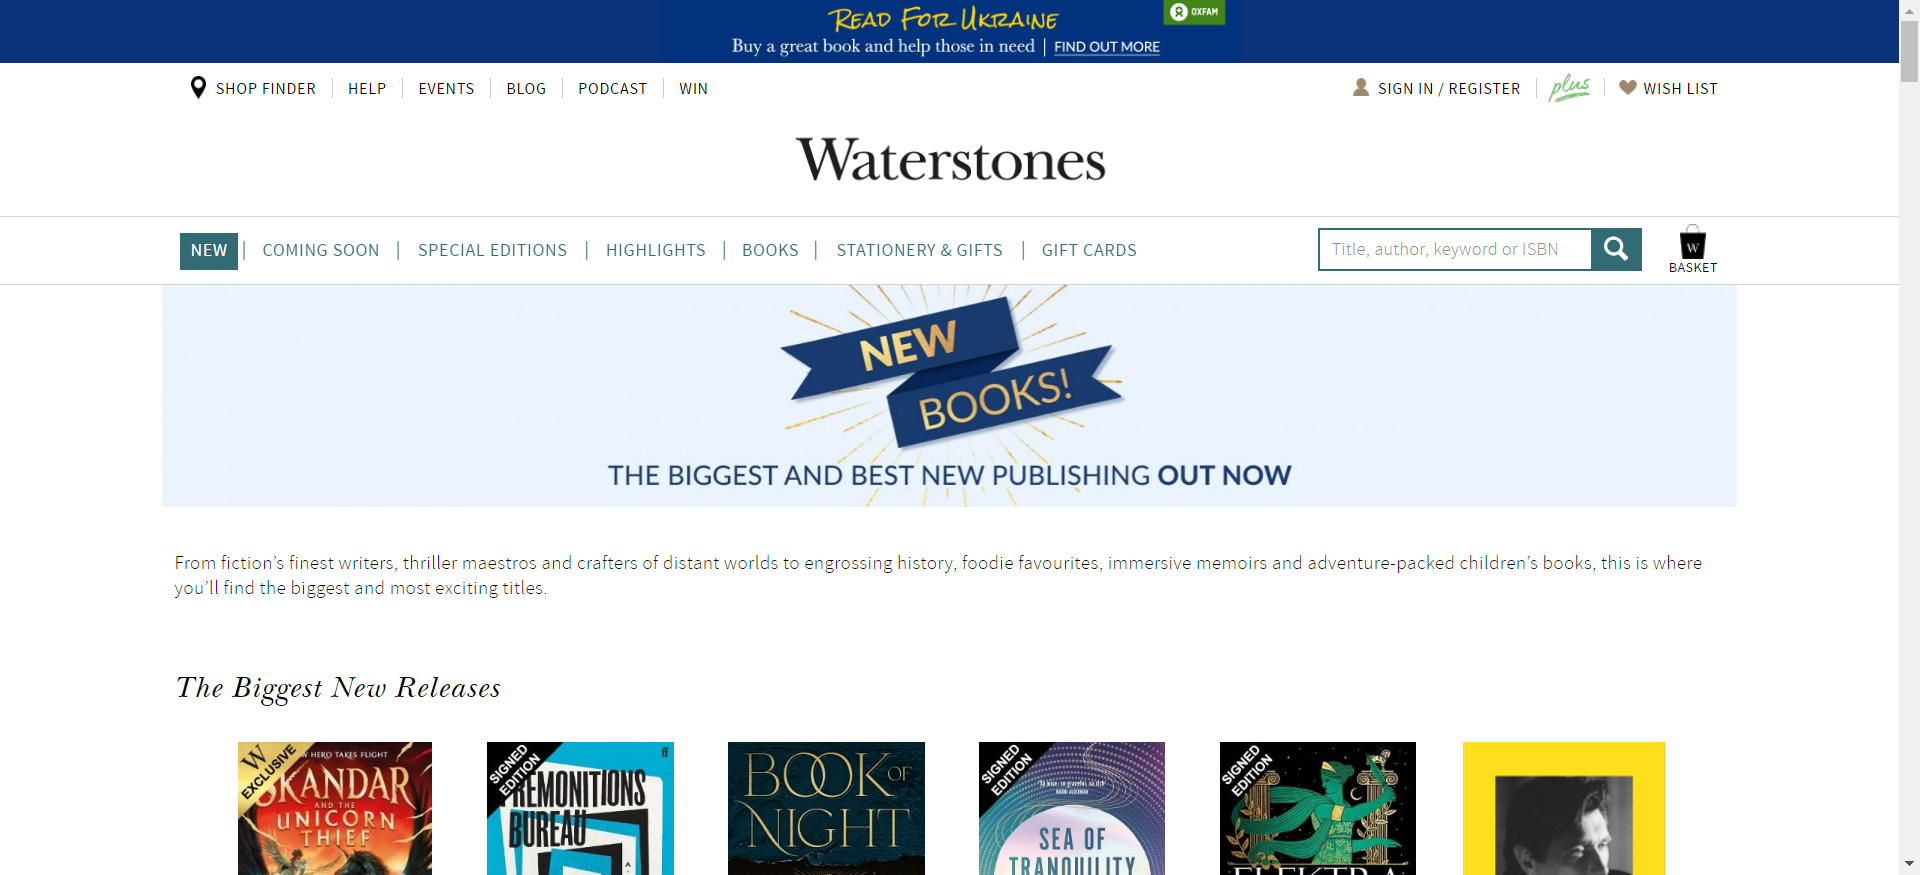 READ FOR UKRAINE
OXFAM
Buy a great book and help those in need | FIND OUT MORE
SHOP FINDER
HELP
EVENTS
BLOG
PODCAST
WIN
SIGN IN / REGISTER
plus
WISH LIST
Waterstones
NEW | COMING SOON | SPECIAL EDITIONS | HIGHLIGHTS | BOOKS | STATIONERY & GIFTS | GIFT CARDS
Title, author, keyword or ISBN
W
BASKET
NEW
BOOKS!
THE BIGGEST AND BEST NEW PUBLISHING OUT NOW
From fiction’s finest writers, thriller maestros and crafters of distant worlds to engrossing history, foodie favourites, immersive memoirs and adventure-packed children’s books, this is where
you’ll find the biggest and most exciting titles.
The Biggest New Releases
W
EXCLUSIVE
HERO TAKES FLIGHT
SKANDAR
AND THE
UNICORN
THIEF
SIGNED
EDITION
ff
PREMONITIONS
BUREAU
A
BOOK OF
NIGHT
SIGNED
EDITION
NAOMI ALDERMAN
SEA OF
TRANQUILITY
SIGNED
EDITION
ELEKTRA